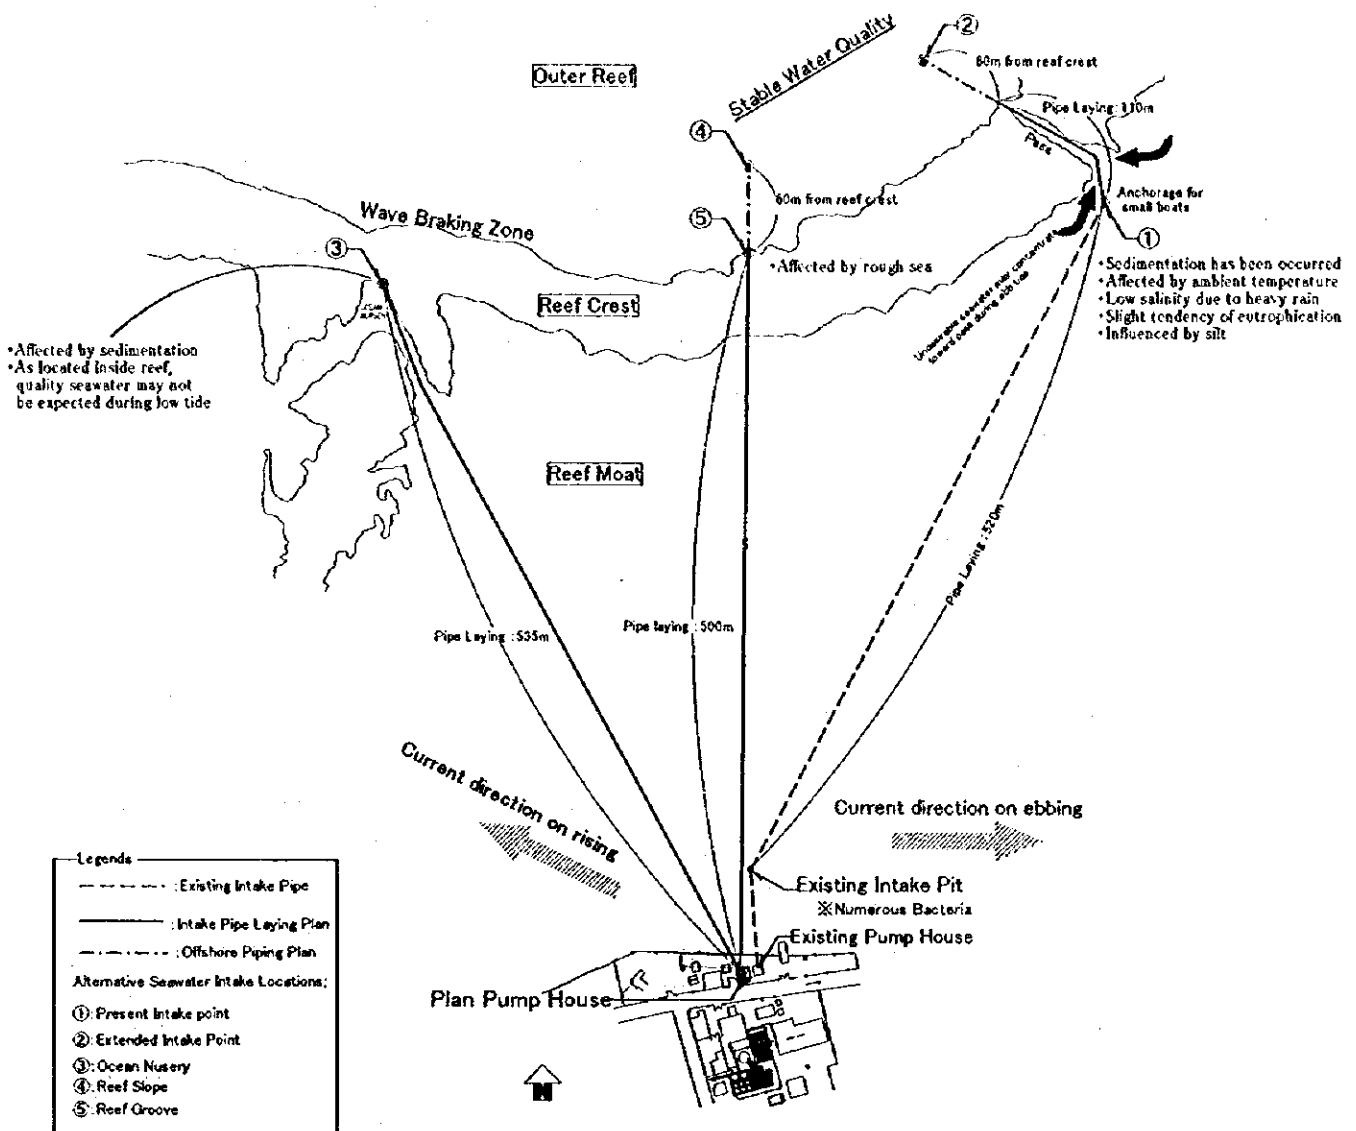 ②
Outer Reef
Stable Water Quality
60m from reef crest
Pipe Laying : 110m
④
Pass
60m from reef crest
Anchorage for
small boats
Wave Braking Zone
③
⑤
①
•Affected by rough sea
•Sedimentation has been occurred
•Affected by ambient temperature
•Low salinity due to heavy rain
•Slight tendency of eutrophication
•Influenced by silt
Reef Crest
seawater may
during ebb tide
•Affected by sedimentation
•As located inside reef,
quality seawater may not
be expected during low tide
Reef Moat
Pipe Laying : 535m
Pipe laying : 500m
Pipe Laying : 520m
Current direction on rising
Current direction on ebbing
Existing Intake Pit
※Numerous Bacteria
Existing Pump House
Plan Pump House
N
Legends
: Existing Intake Pipe
: Intake Pipe Laying Plan
: Offshore Piping Plan
Alternative Seawater Intake Locations;
①: Present Intake point
②: Extended Intake Point
③: Ocean Nusery
④: Reef Slope
⑤: Reef Groove